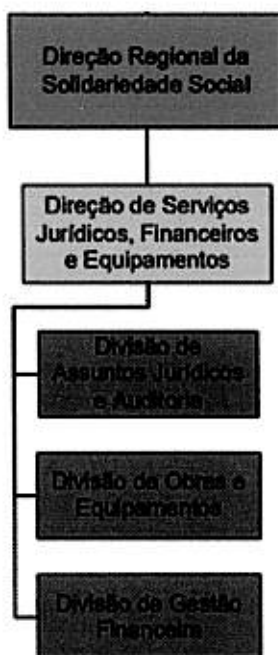 Direção Regional da
Solidariedade Social
Direção de Serviços
Jurídicos, Financeiros
e Equipamentos
Divisão de
Assuntos Jurídicos
e Auditoria
Divisão de Obras e
Equipamentos
Divisão de Gestão
Financeira